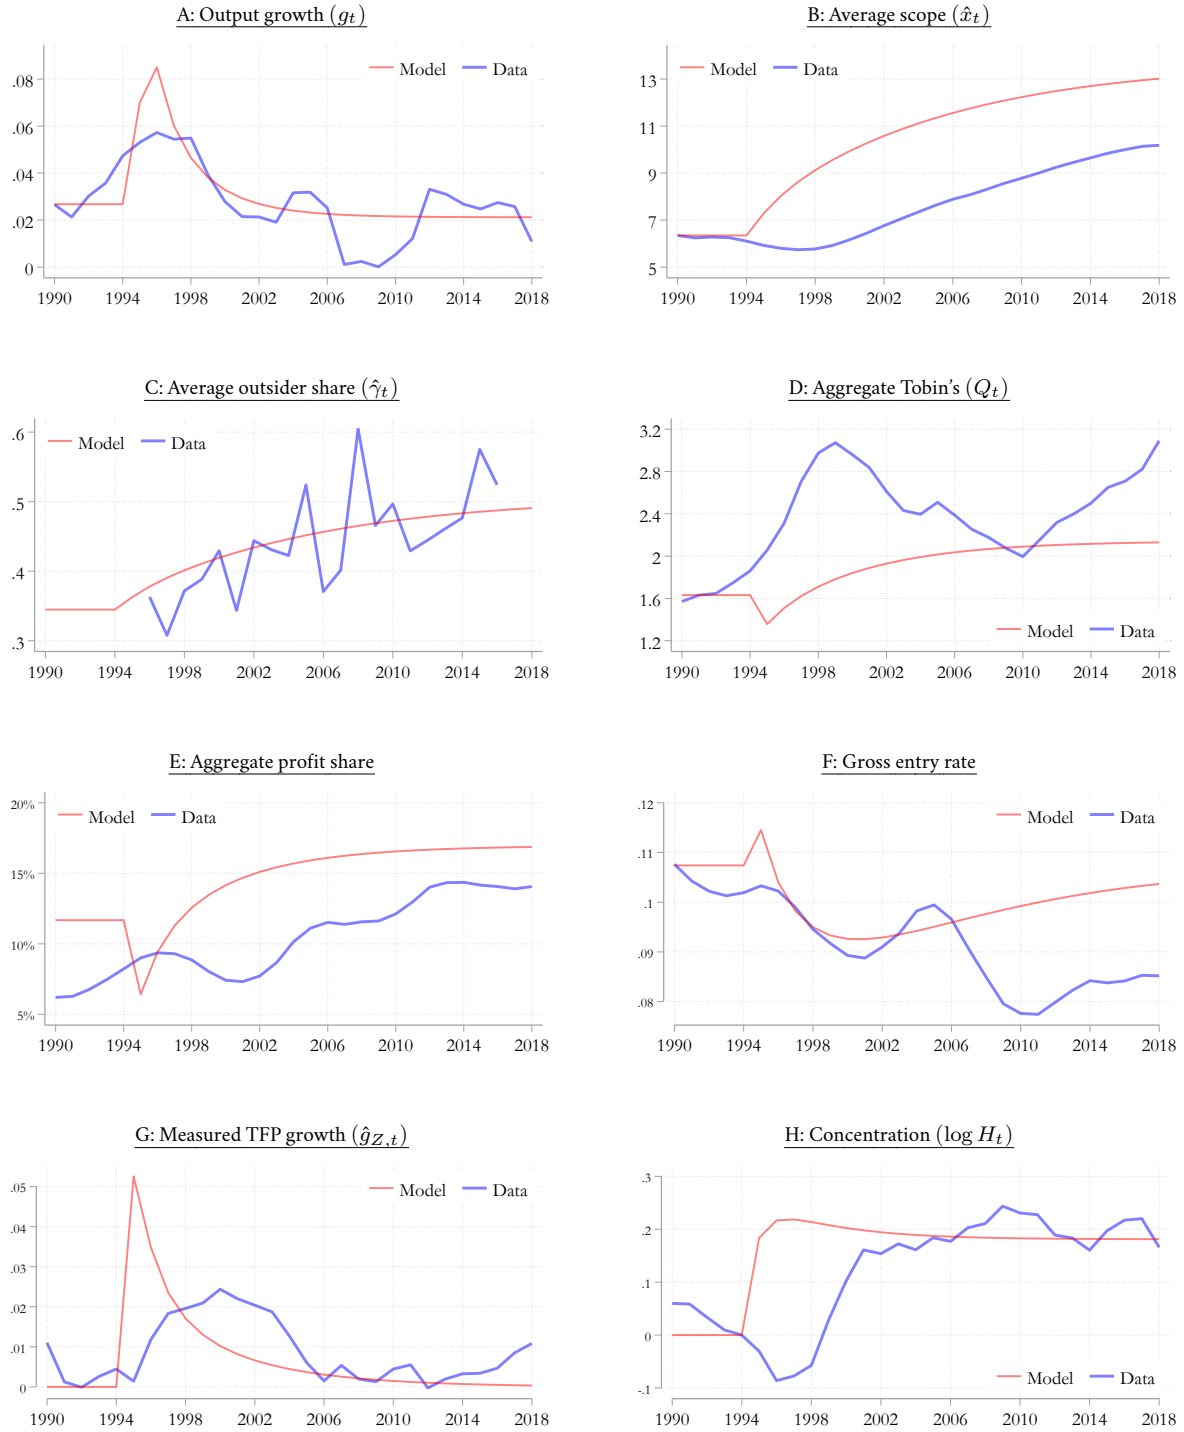 A: Output growth (g_t)
Model Data
.08
.06
.04
.02
0
1990 1994 1998 2002 2006 2010 2014 2018
B: Average scope (x̂_t)
Model Data
13
11
9
7
5
1990 1994 1998 2002 2006 2010 2014 2018
C: Average outsider share (γ̂_t)
Model Data
.6
.5
.4
.3
1990 1994 1998 2002 2006 2010 2014 2018
D: Aggregate Tobin's (Q_t)
3.2
2.8
2.4
2
1.6
1.2
Model Data
1990 1994 1998 2002 2006 2010 2014 2018
E: Aggregate profit share
20%
Model Data
15%
10%
5%
1990 1994 1998 2002 2006 2010 2014 2018
F: Gross entry rate
.12
Model Data
.11
.1
.09
.08
1990 1994 1998 2002 2006 2010 2014 2018
G: Measured TFP growth (ĝ_{Z,t})
Model Data
.05
.04
.03
.02
.01
0
1990 1994 1998 2002 2006 2010 2014 2018
H: Concentration (log H_t)
.3
.2
.1
0
-.1
Model Data
1990 1994 1998 2002 2006 2010 2014 2018